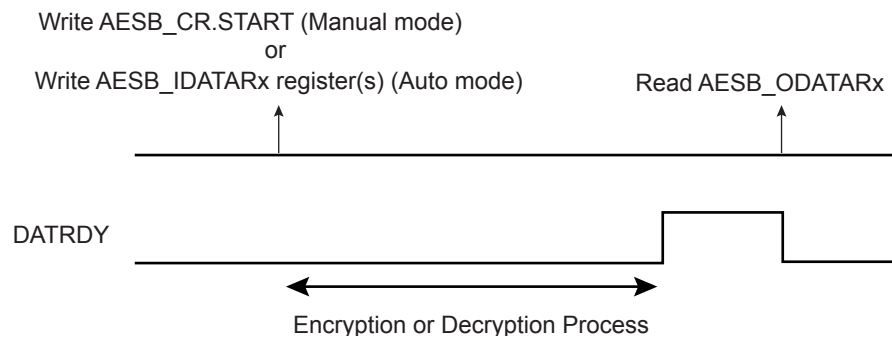 Write AESB_CR.START (Manual mode)
or
Write AESB_IDATARx register(s) (Auto mode)
Read AESB_ODATARx
DATRDY
Encryption or Decryption Process